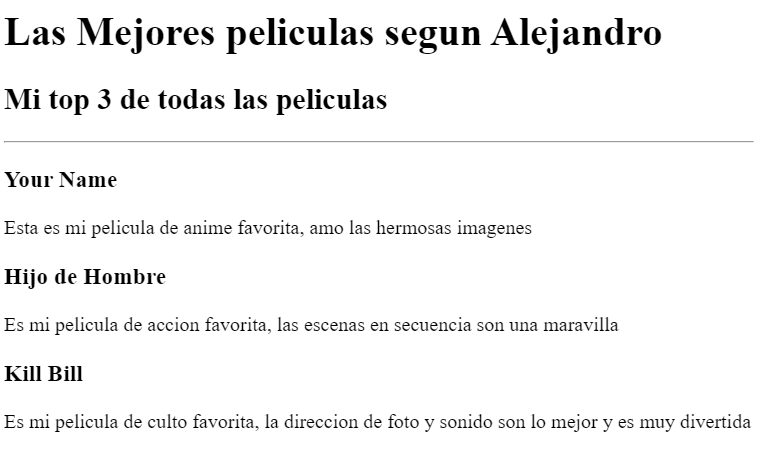 Las Mejores peliculas segun Alejandro
Mi top 3 de todas las peliculas
Your Name
Esta es mi pelicula de anime favorita, amo las hermosas imagenes
Hijo de Hombre
Es mi pelicula de accion favorita, las escenas en secuencia son una maravilla
Kill Bill
Es mi pelicula de culto favorita, la direccion de foto y sonido son lo mejor y es muy divertida